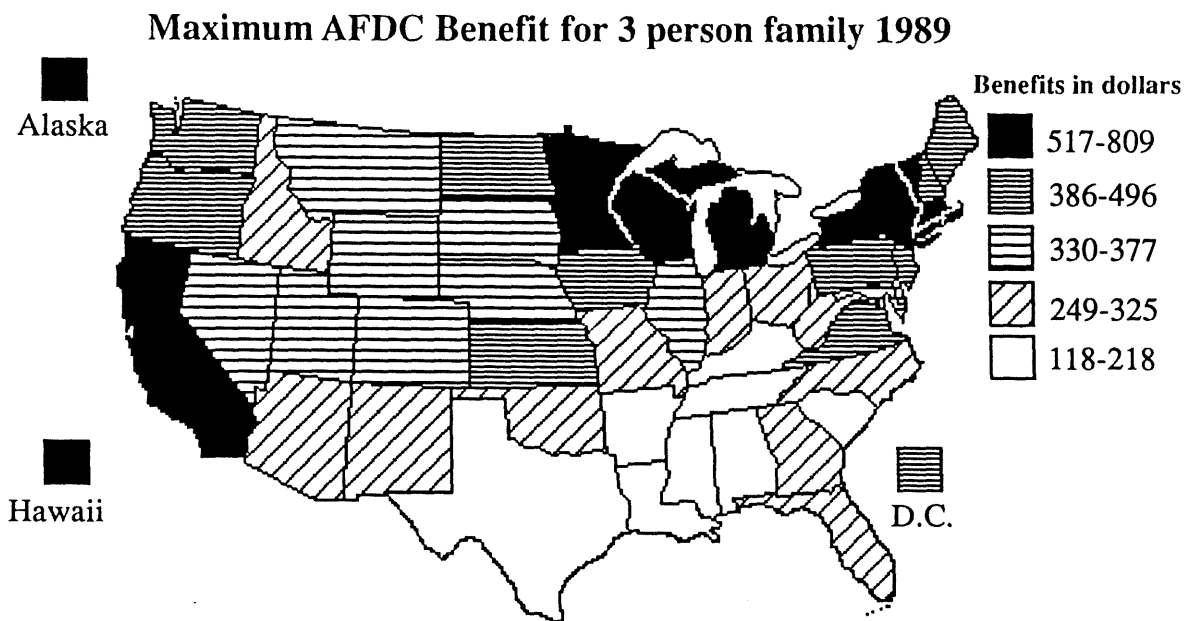 Maximum AFDC Benefit for 3 person family 1989
Alaska
Hawaii
D.C.
Benefits in dollars
517-809
386-496
330-377
249-325
118-218